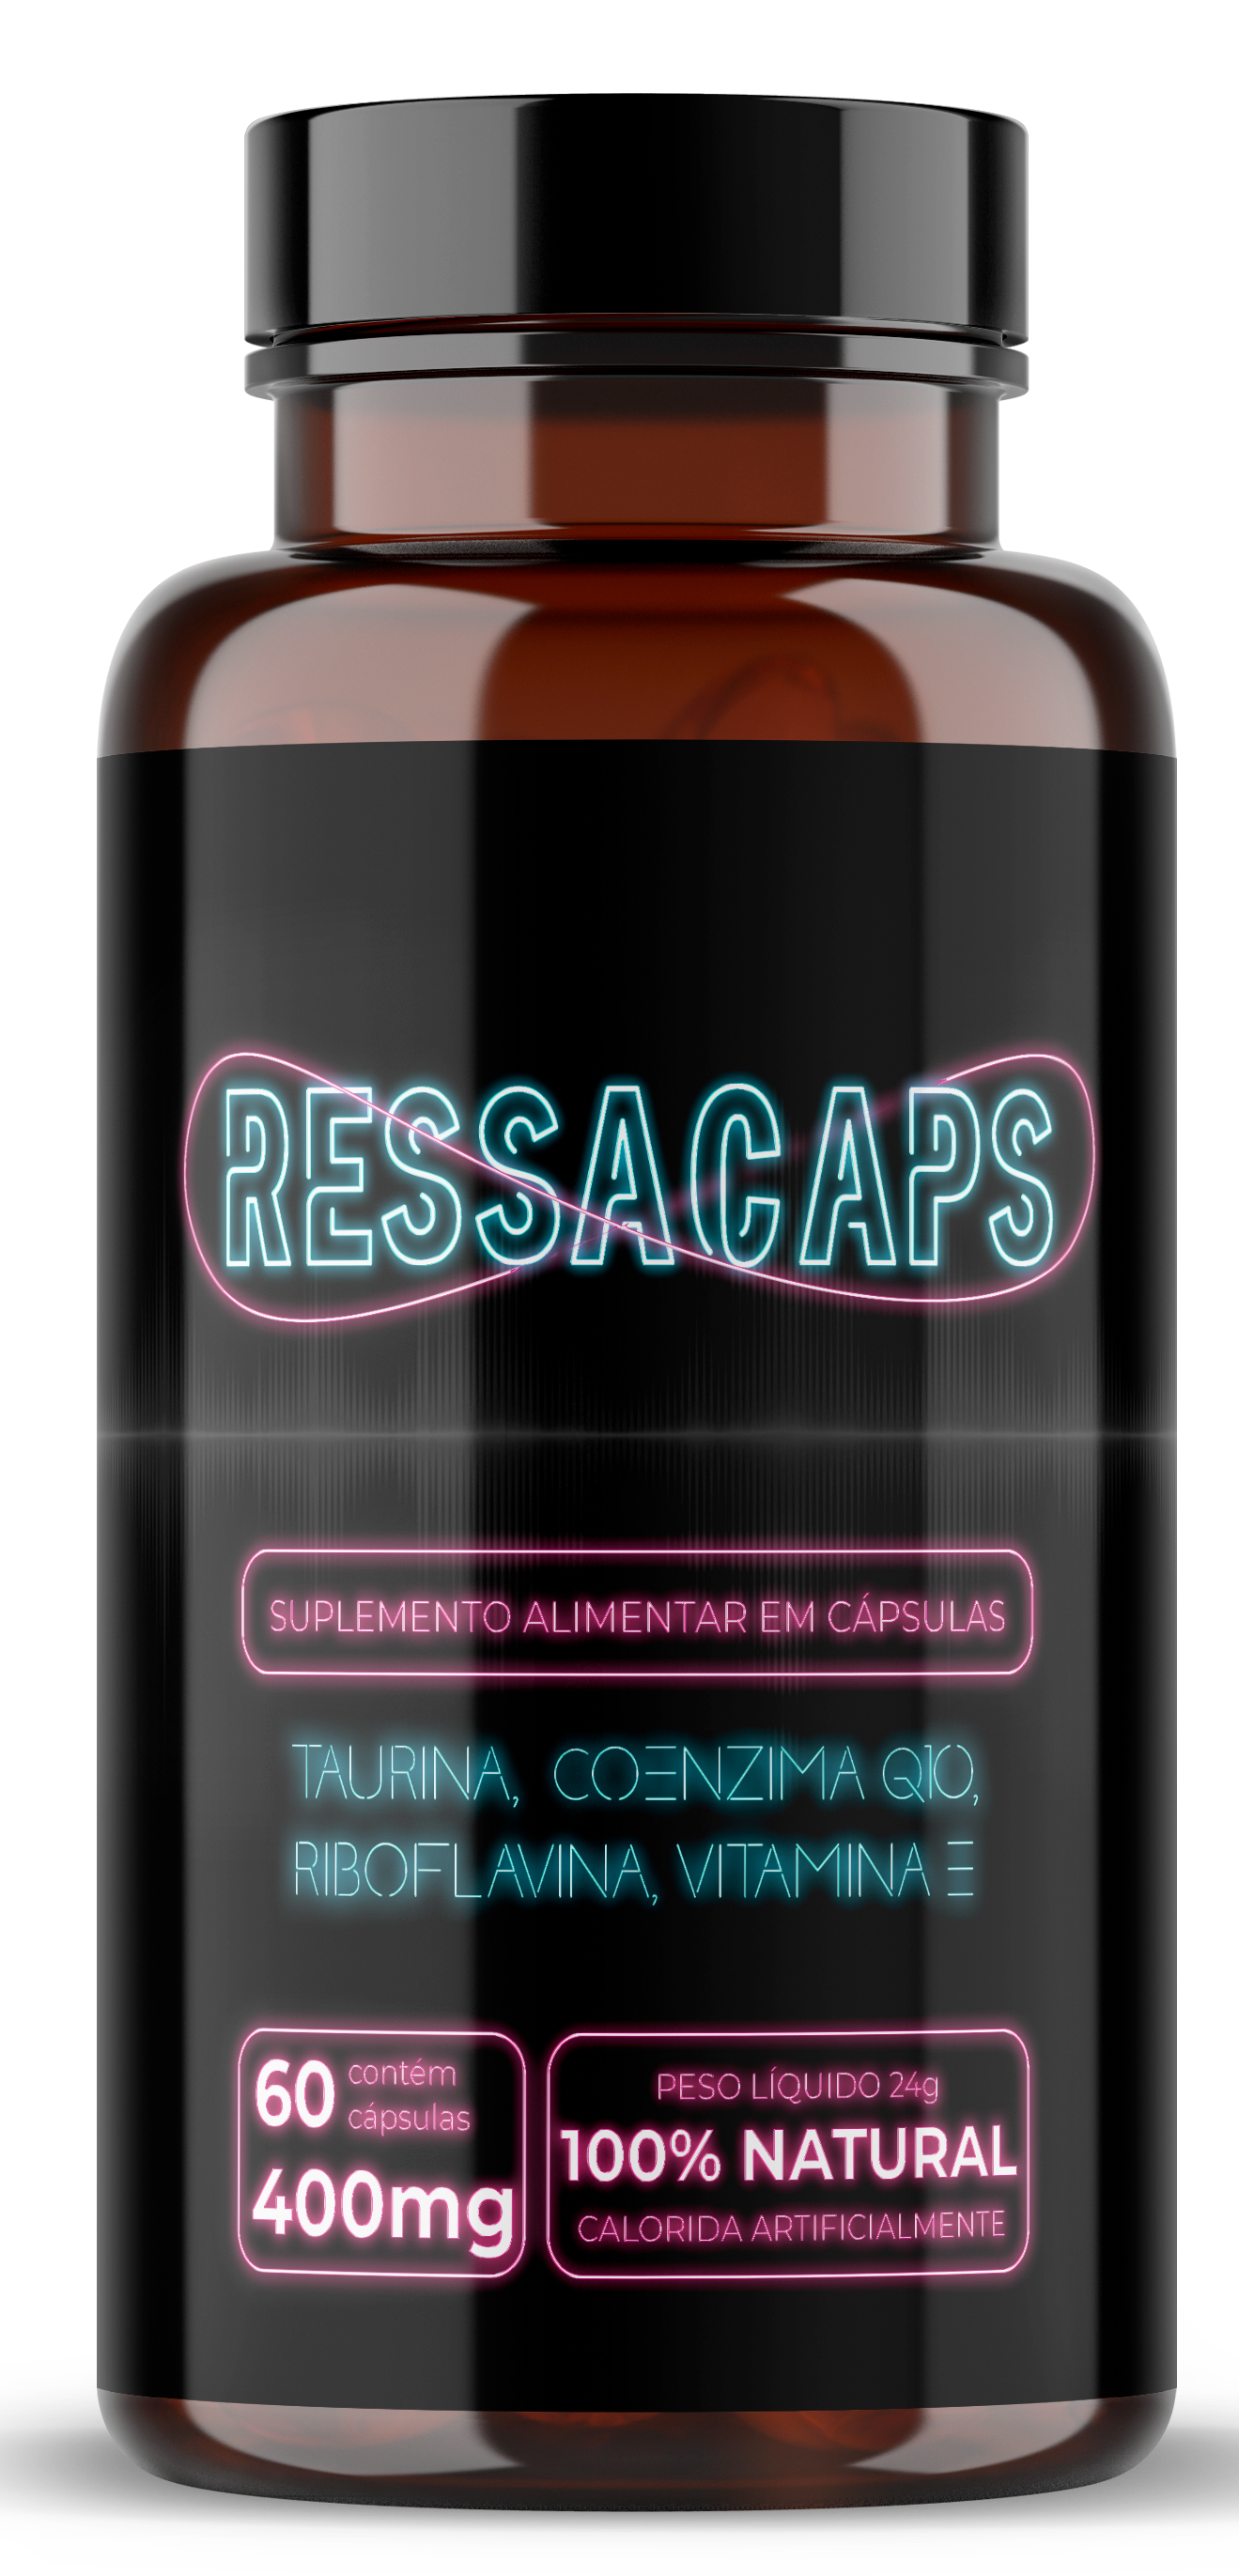 RESSACAPS
SUPLEMENTO ALIMENTAR EM CÁPSULAS
TAURINA, COENZIMA Q10,
RIBOFLAVINA, VITAMINA E
60 contém cápsulas
400mg
PESO LÍQUIDO 24g
100% NATURAL
CALORIDA ARTIFICIALMENTE